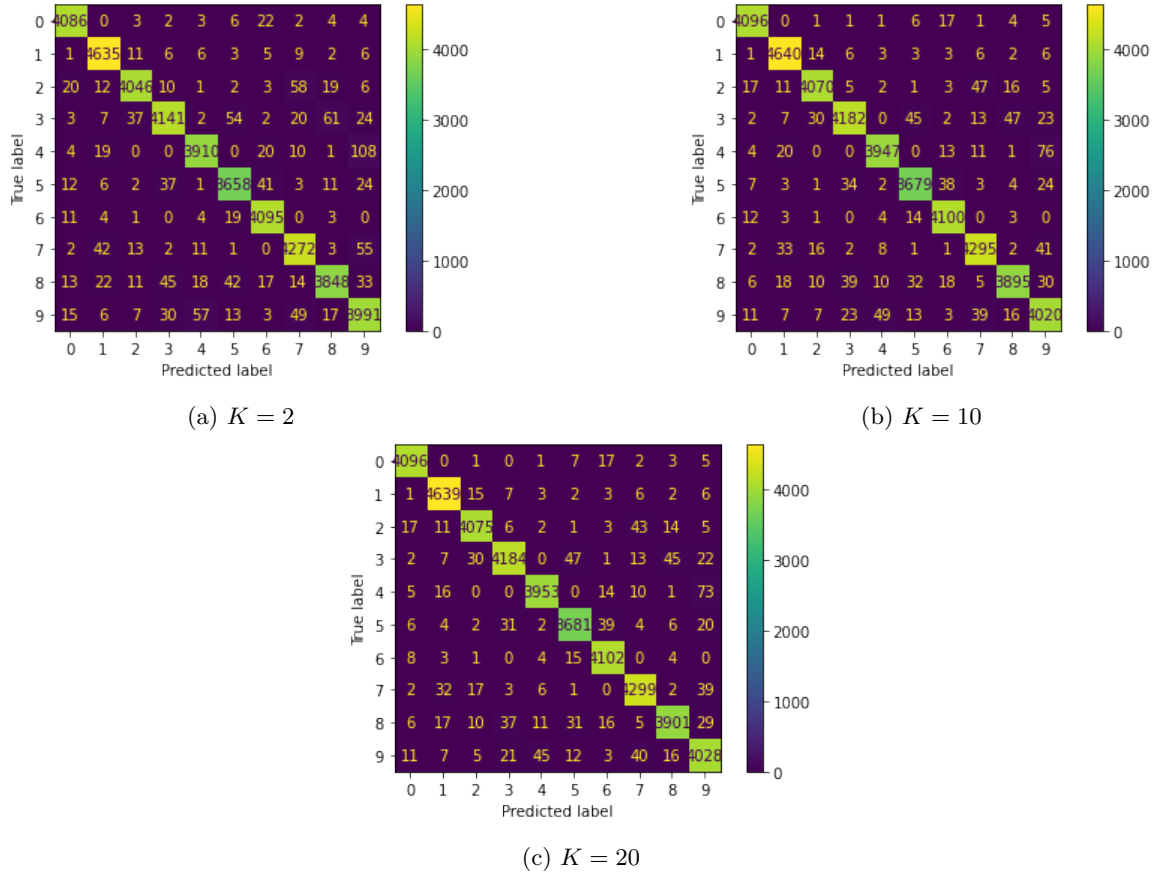 0 4086 0 3 2 3 6 22 2 4 4
1 1 4635 11 6 6 3 5 9 2 6
2 20 12 4046 10 1 2 3 58 19 6
3 3 7 37 4141 2 54 2 20 61 24
4 4 19 0 0 3910 0 20 10 1 108
5 12 6 2 37 1 3658 41 3 11 24
6 11 4 1 0 4 19 4095 0 3 0
7 2 42 13 2 11 1 0 4272 3 55
8 13 22 11 45 18 42 17 14 3848 33
9 15 6 7 30 57 13 3 49 17 3991
0 1 2 3 4 5 6 7 8 9
Predicted label
True label
4000
3000
2000
1000
0
(a) K = 2
0 4096 0 1 1 1 6 17 1 4 5
1 1 4640 14 6 3 3 3 6 2 6
2 17 11 4070 5 2 1 3 47 16 5
3 2 7 30 4182 0 45 2 13 47 23
4 4 20 0 0 3947 0 13 11 1 76
5 7 3 1 34 2 3679 38 3 4 24
6 12 3 1 0 4 14 4100 0 3 0
7 2 33 16 2 8 1 1 4295 2 41
8 6 18 10 39 10 32 18 5 3895 30
9 11 7 7 23 49 13 3 39 16 4020
0 1 2 3 4 5 6 7 8 9
Predicted label
True label
4000
3000
2000
1000
0
(b) K = 10
0 4096 0 1 0 1 7 17 2 3 5
1 1 4639 15 7 3 2 3 6 2 6
2 17 11 4075 6 2 1 3 43 14 5
3 2 7 30 4184 0 47 1 13 45 22
4 5 16 0 0 3953 0 14 10 1 73
5 6 4 2 31 2 3681 39 4 6 20
6 8 3 1 0 4 15 4102 0 4 0
7 2 32 17 3 6 1 0 4299 2 39
8 6 17 10 37 11 31 16 5 3901 29
9 11 7 5 21 45 12 3 40 16 4028
0 1 2 3 4 5 6 7 8 9
Predicted label
True label
4000
3000
2000
1000
0
(c) K = 20